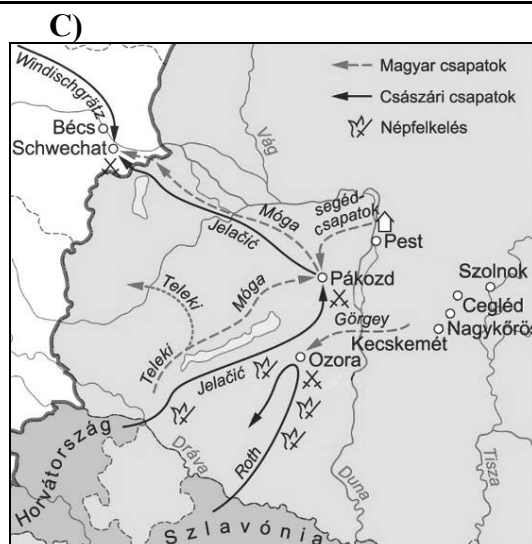 C)
Magyar csapatok
Császári csapatok
Népfelkelés
Windischgrätz
Bécs
Schwechat
Vág
Móga
Jelačić
segéd-
csapatok
Pest
Pákozd
Szolnok
Cegléd
Nagykőrös
Kecskemét
Görgey
Teleki
Móga
Teleki
Jelačić
Ozora
Roth
Dráva
Duna
Tisza
Horvátország
Szlavónia